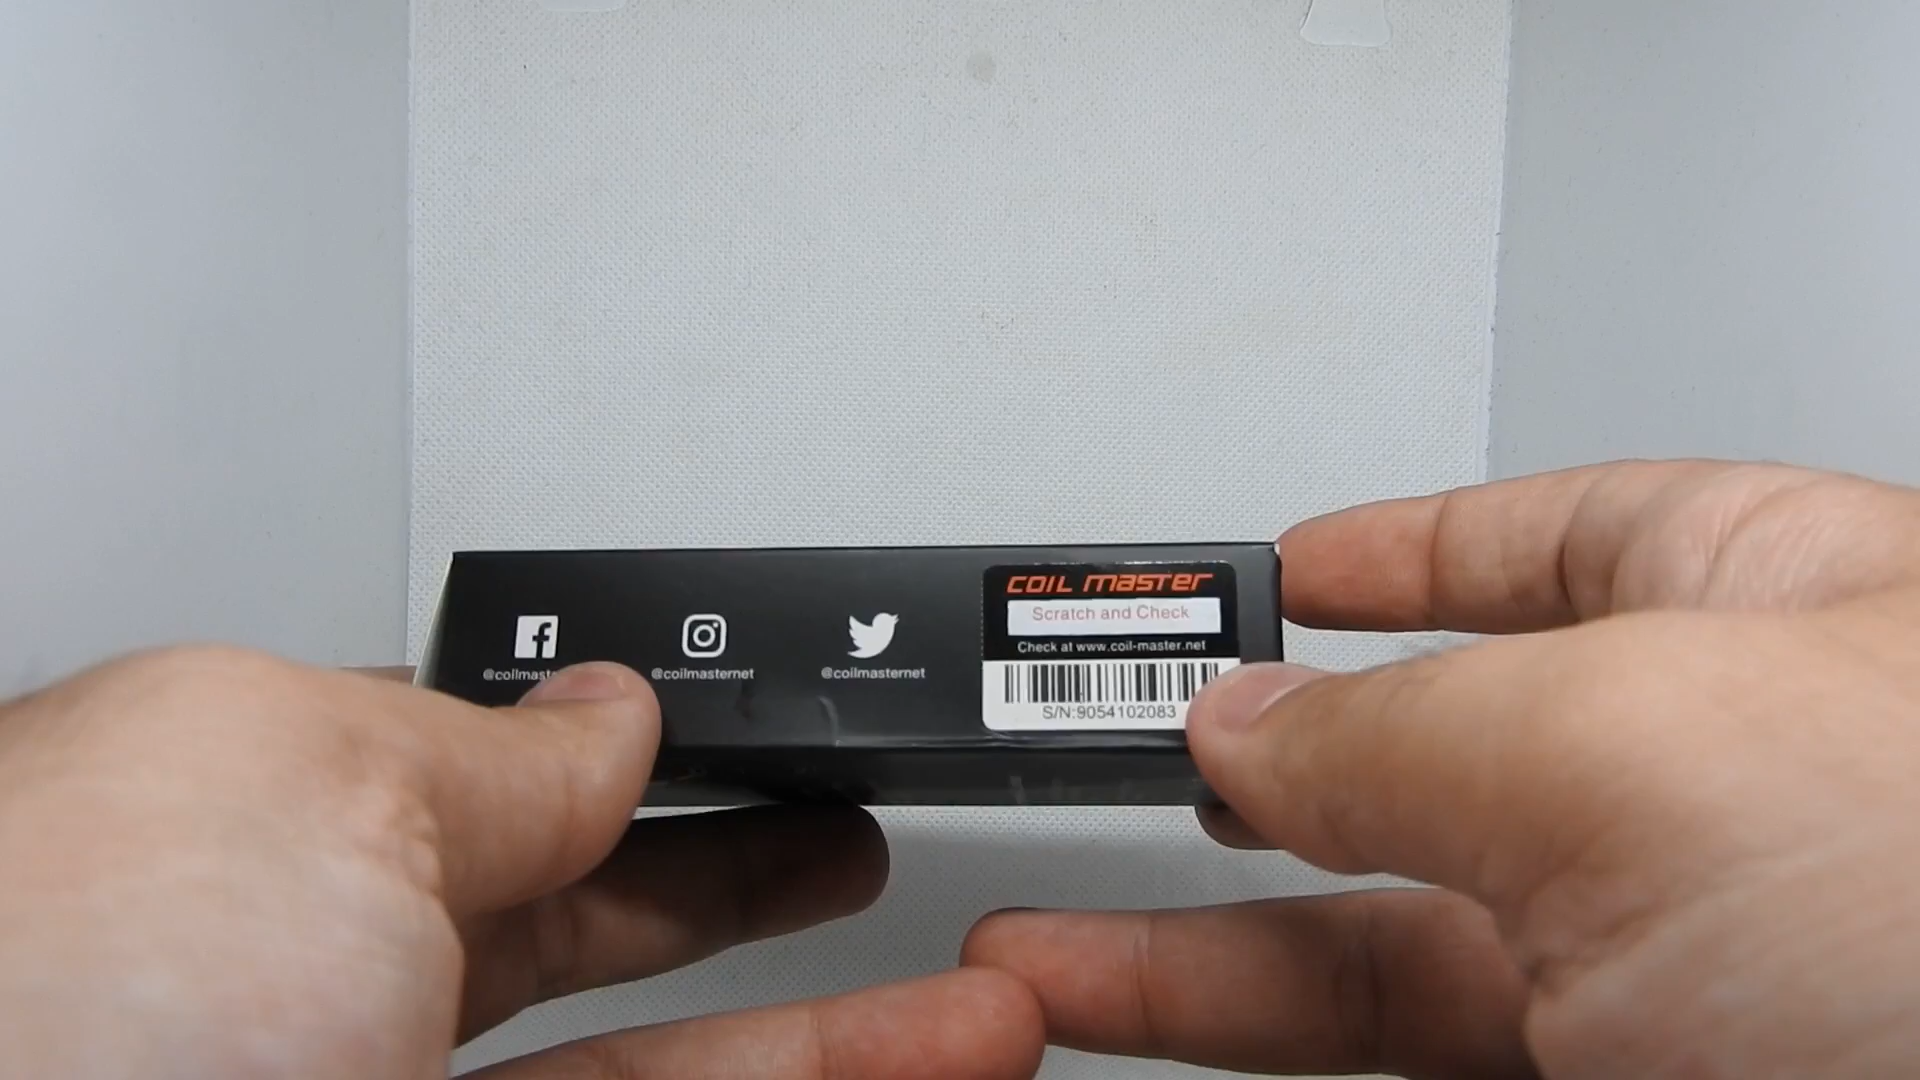 COIL MASTER
Scratch and Check
Check at www.coil-master.net
@coilmasternet
@coilmasternet
S/N:9054102083